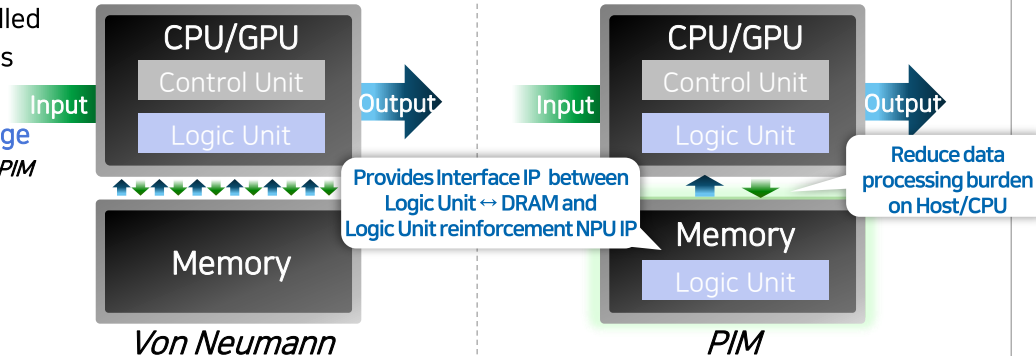 lled
s
ge
PIM
CPU/GPU
Control Unit
Logic Unit
Input
Output
Memory
Von Neumann
Provides Interface IP between
Logic Unit ↔ DRAM and
Logic Unit reinforcement NPU IP
CPU/GPU
Control Unit
Logic Unit
Input
Output
Reduce data
processing burden
on Host/CPU
Memory
Logic Unit
PIM